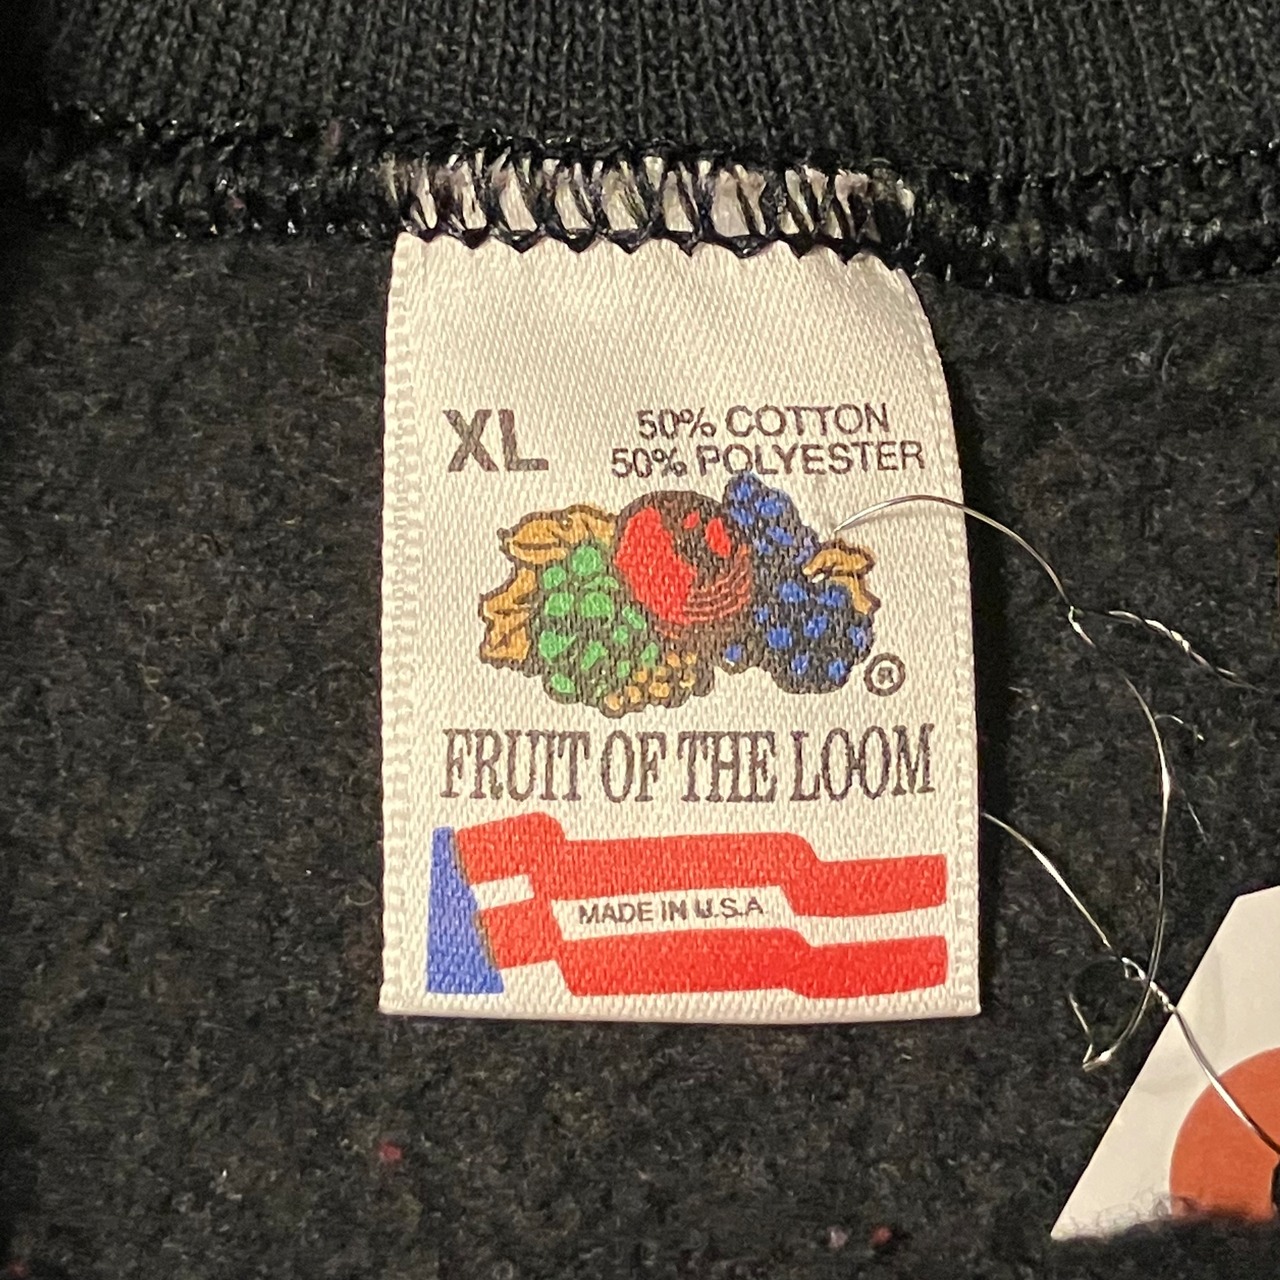 XL
50% COTTON
50% POLYESTER
®
FRUIT OF THE LOOM
MADE IN U.S.A